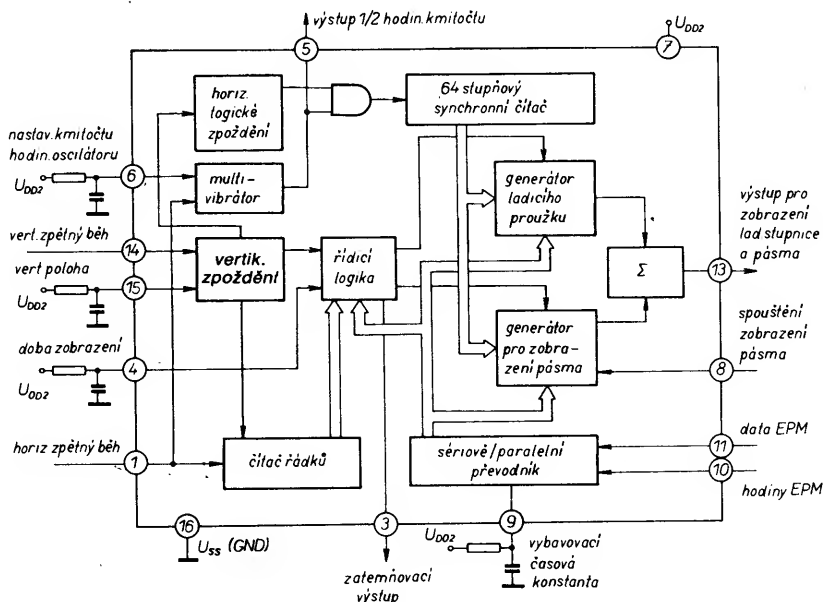 výstup 1/2 hodin. kmitočtu
5
U_DD2
7
horiz.
logické
zpoždění
64 stupňový
synchronní čítač
nastav. kmitočtu
hodin. oscilátoru
U_DD2
6
multi-
vibrátor
generátor
ladicího
proužku
vert. zpětný běh
14
vert poloha
15
U_DD2
vertik.
zpoždění
řídicí
logika
Σ
výstup pro
zobrazení
lad stupnice
a pásma
13
generátor
pro zobra-
zení pásma
spouštění
zobrazení
pásma
8
doba zobrazení
4
U_DD2
horiz zpětný běh
1
čítač řádků
sériově/paralelní
převodník
data EPM
11
10
hodiny EPM
16
U_SS (GND)
3
zatemňovací
výstup
9
U_DD2
vybavovací
časová
konstanta